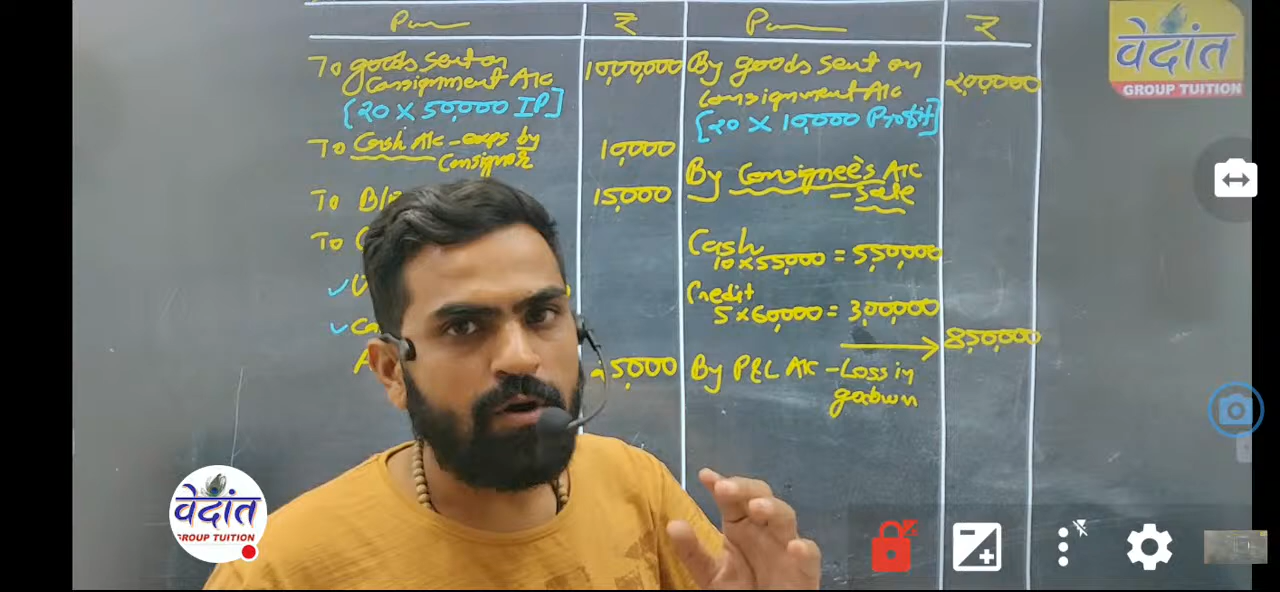 Par ₹ Par ₹
To goods sent on
Consignment A/c 10,00,000
[20 x 50,000 IP]
To Cash A/c - exps by
Consignor 10,000
To B/
15,000
To
5,000
By goods sent on
Consignment A/c 2,00,000
[20 x 10,000 Profit]
By Consignee's A/c
- Sale
Cash
10 x 55,000 = 5,50,000
Credit
5 x 60,000 = 3,00,000
8,50,000
By P&L A/c - Loss in
godown
वेदांत
GROUP TUITION
वेदांत
GROUP TUITION